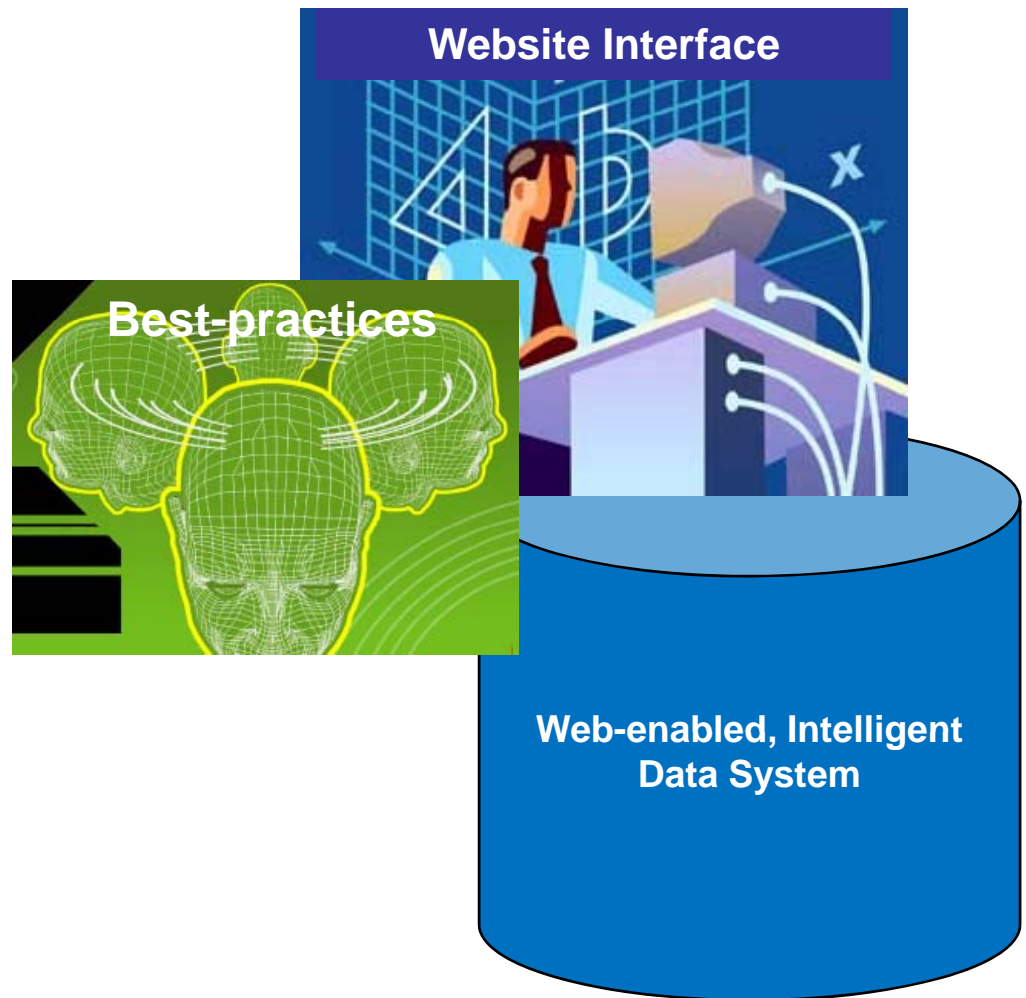 Website Interface
x
Best-practices
Web-enabled, Intelligent
Data System